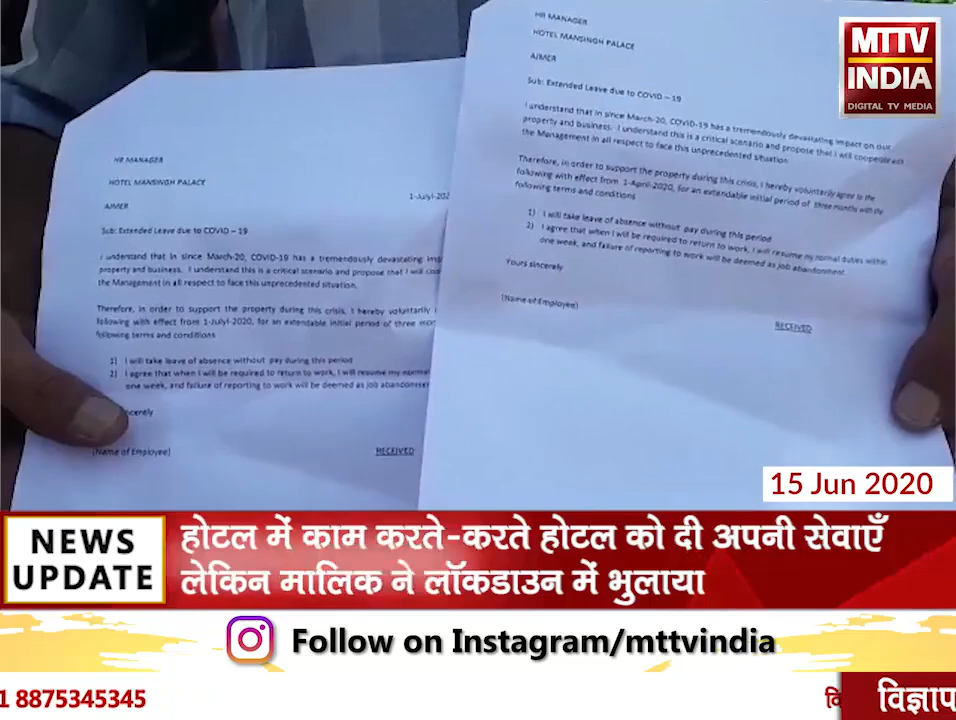 HR MANAGER
HOTEL MANSINGH PALACE
1-Julyl-202
AJMER
Sub: Extended Leave due to COVID – 19
I understand that in since March-20, COVID-19 has a tremendously devastating
property and business. I understand this is a critical scenario and propose that I will
the Management in all respect to face this unprecedented situation.
Therefore, in order to support the property during this crisis, I hereby voluntarily
following with effect from 1-Julyl-2020, for an extendable initial period of three
following terms and conditions
1) I will take leave of absence without pay during this period
2) I agree that when I will be required to return to work, I will resume my normal
one week, and failure of reporting to work will be deemed as job
(Name of Employee)
RECEIVED
HR MANAGER
HOTEL MANSINGH PALACE
AJMER
Sub: Extended Leave due to COVID – 19
I understand that in since March-20, COVID-19 has a tremendously devastating impact on our
property and business. I understand this is a critical scenario and propose that I will cooperate
the Management in all respect to face this unprecedented situation
Therefore, in order to support the property during this crisis, I hereby voluntarily agree to the
following with effect from 1-April-2020, for an extendable initial period of three months with the
following terms and conditions
1) I will take leave of absence without pay during this period
2) I agree that when I will be required to return to work, I will resume my normal duties within
one week, and failure of reporting to work will be deemed as job abandonment.
Yours sincerely
(Name of Employee)
RECEIVED
MTTV
INDIA
DIGITAL TV MEDIA
15 Jun 2020
NEWS
UPDATE
होटल में काम करते-करते होटल को दी अपनी सेवाएँ
लेकिन मालिक ने लॉकडाउन में भुलाया
Follow on Instagram/mttvindia
1 8875345345
विज्ञाप